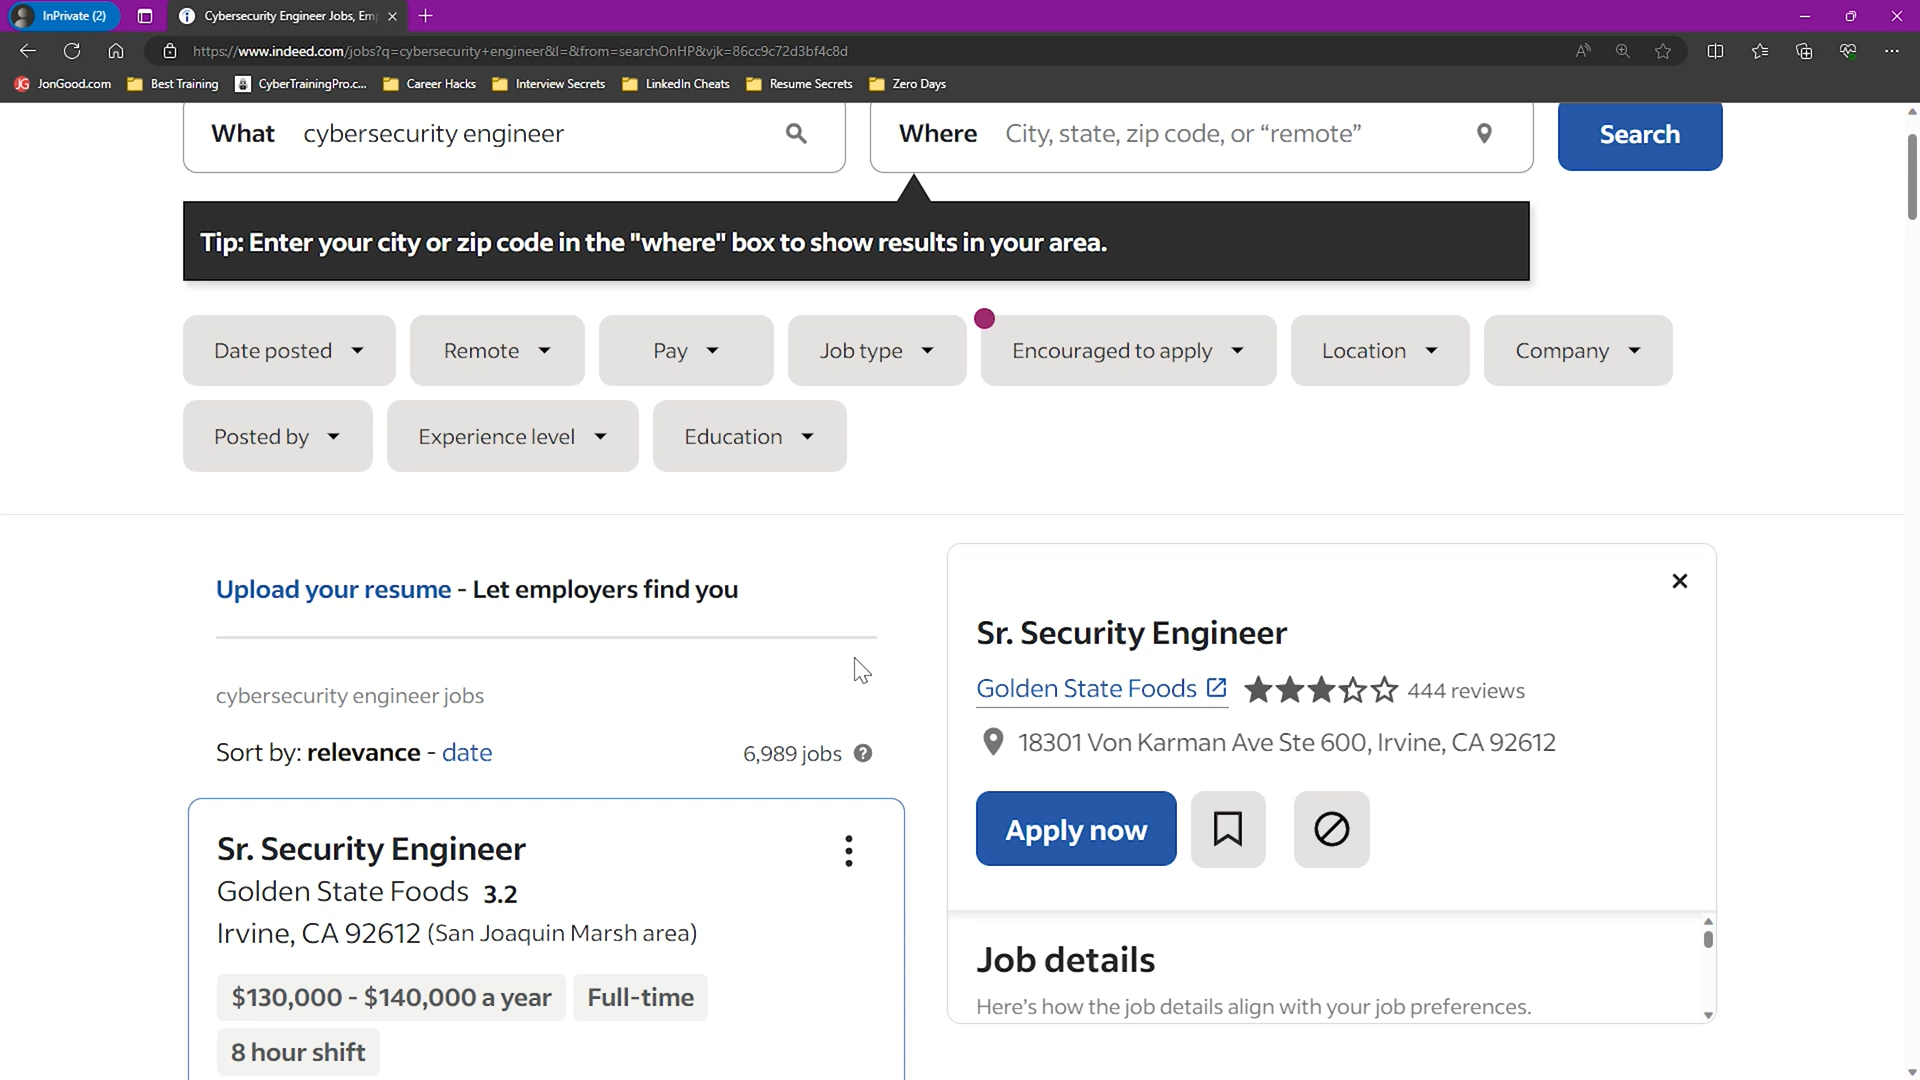 InPrivate (2)
Cybersecurity Engineer Jobs, Em
https://www.indeed.com/jobs?q=cybersecurity+engineer&l=&from=searchOnHP&vjk=86cc9c72d3bf4c8d
JG JonGood.com
Best Training
CyberTrainingPro.c...
Career Hacks
Interview Secrets
LinkedIn Cheats
Resume Secrets
Zero Days
What cybersecurity engineer
Where City, state, zip code, or “remote”
Search
Tip: Enter your city or zip code in the "where" box to show results in your area.
Date posted
Remote
Pay
Job type
Encouraged to apply
Location
Company
Posted by
Experience level
Education
Upload your resume - Let employers find you
cybersecurity engineer jobs
Sort by: relevance - date
6,989 jobs
Sr. Security Engineer
Golden State Foods 3.2
Irvine, CA 92612 (San Joaquin Marsh area)
$130,000 - $140,000 a year
Full-time
8 hour shift
Sr. Security Engineer
Golden State Foods
444 reviews
18301 Von Karman Ave Ste 600, Irvine, CA 92612
Apply now
Job details
Here’s how the job details align with your job preferences.